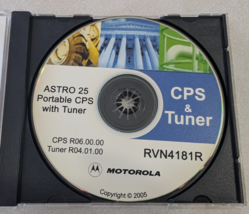 ASTRO 25
Portable CPS
with Tuner
CPS
&
Tuner
CPS R06.00.00
Tuner R04.01.00
RVN4181R
MOTOROLA
Copyright © 2005